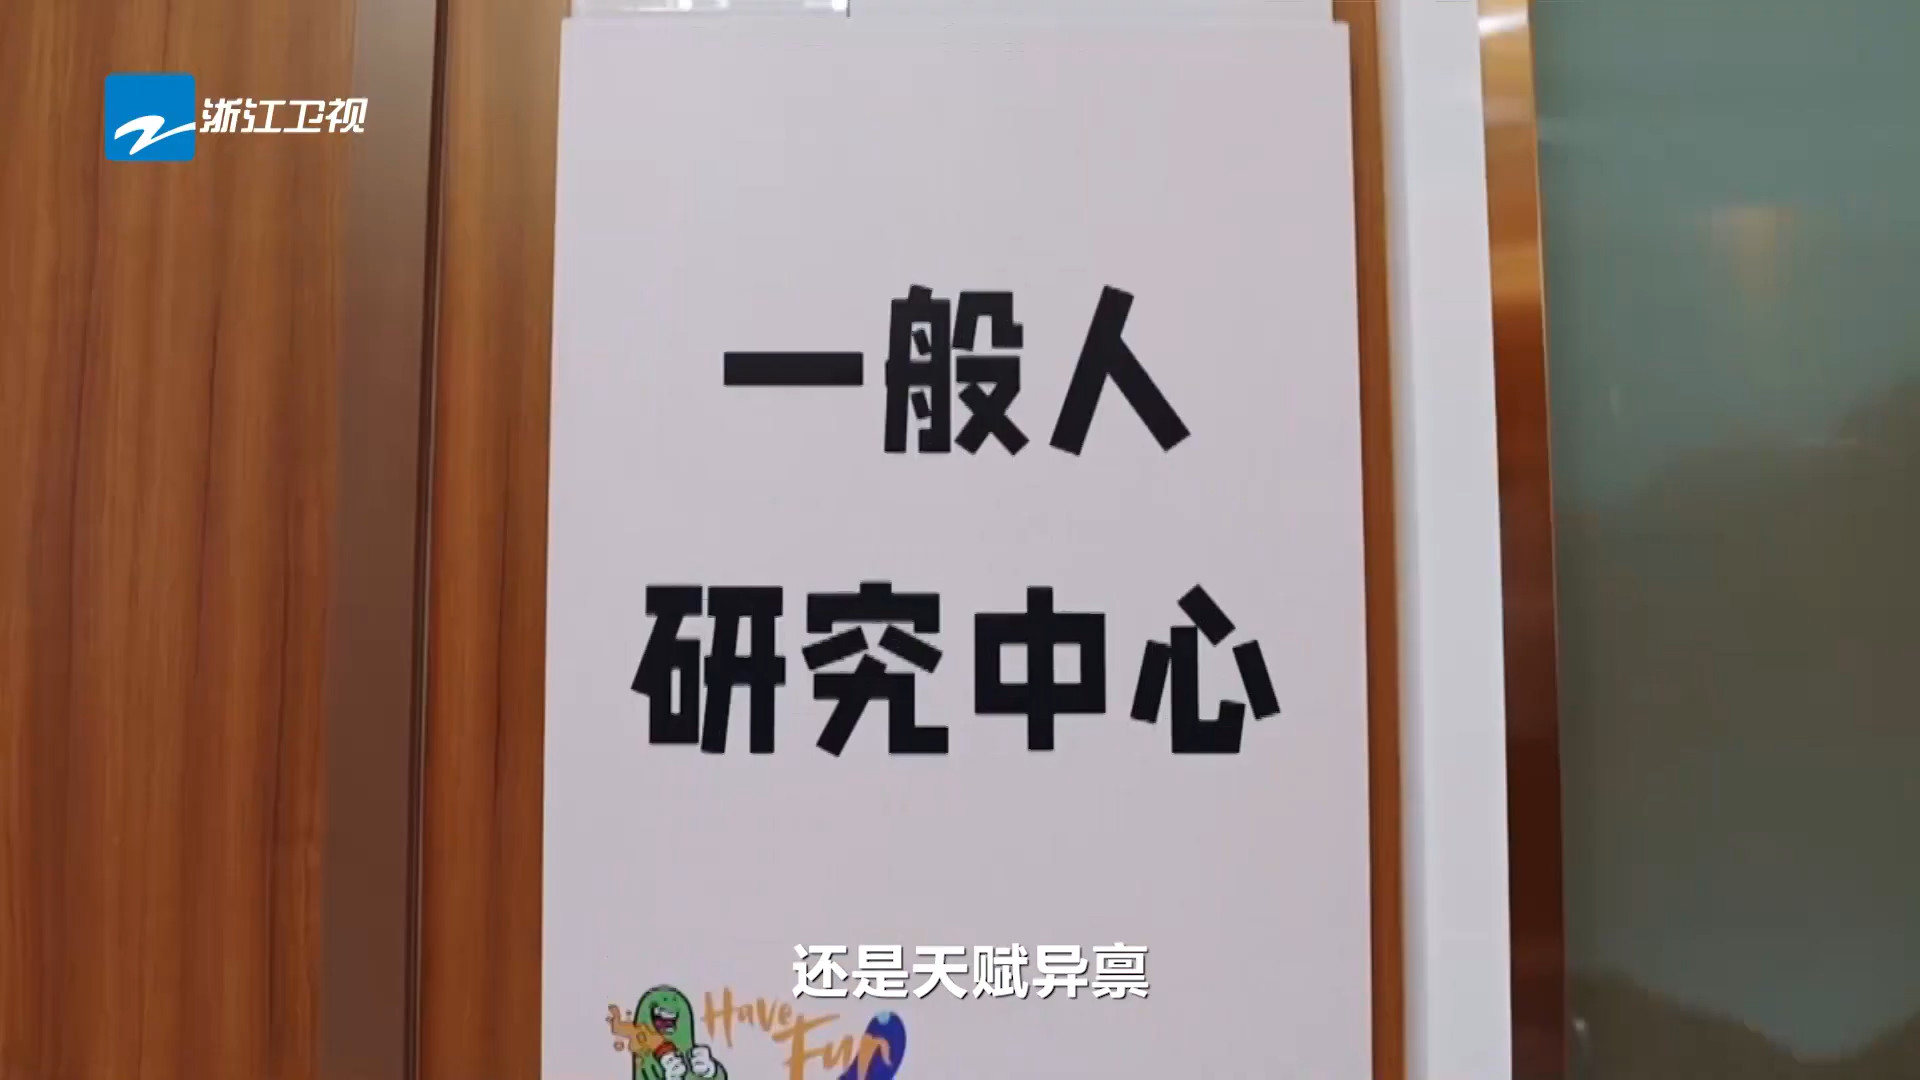 浙江卫视
一般人
研究中心
还是天赋异禀
Have
Fun